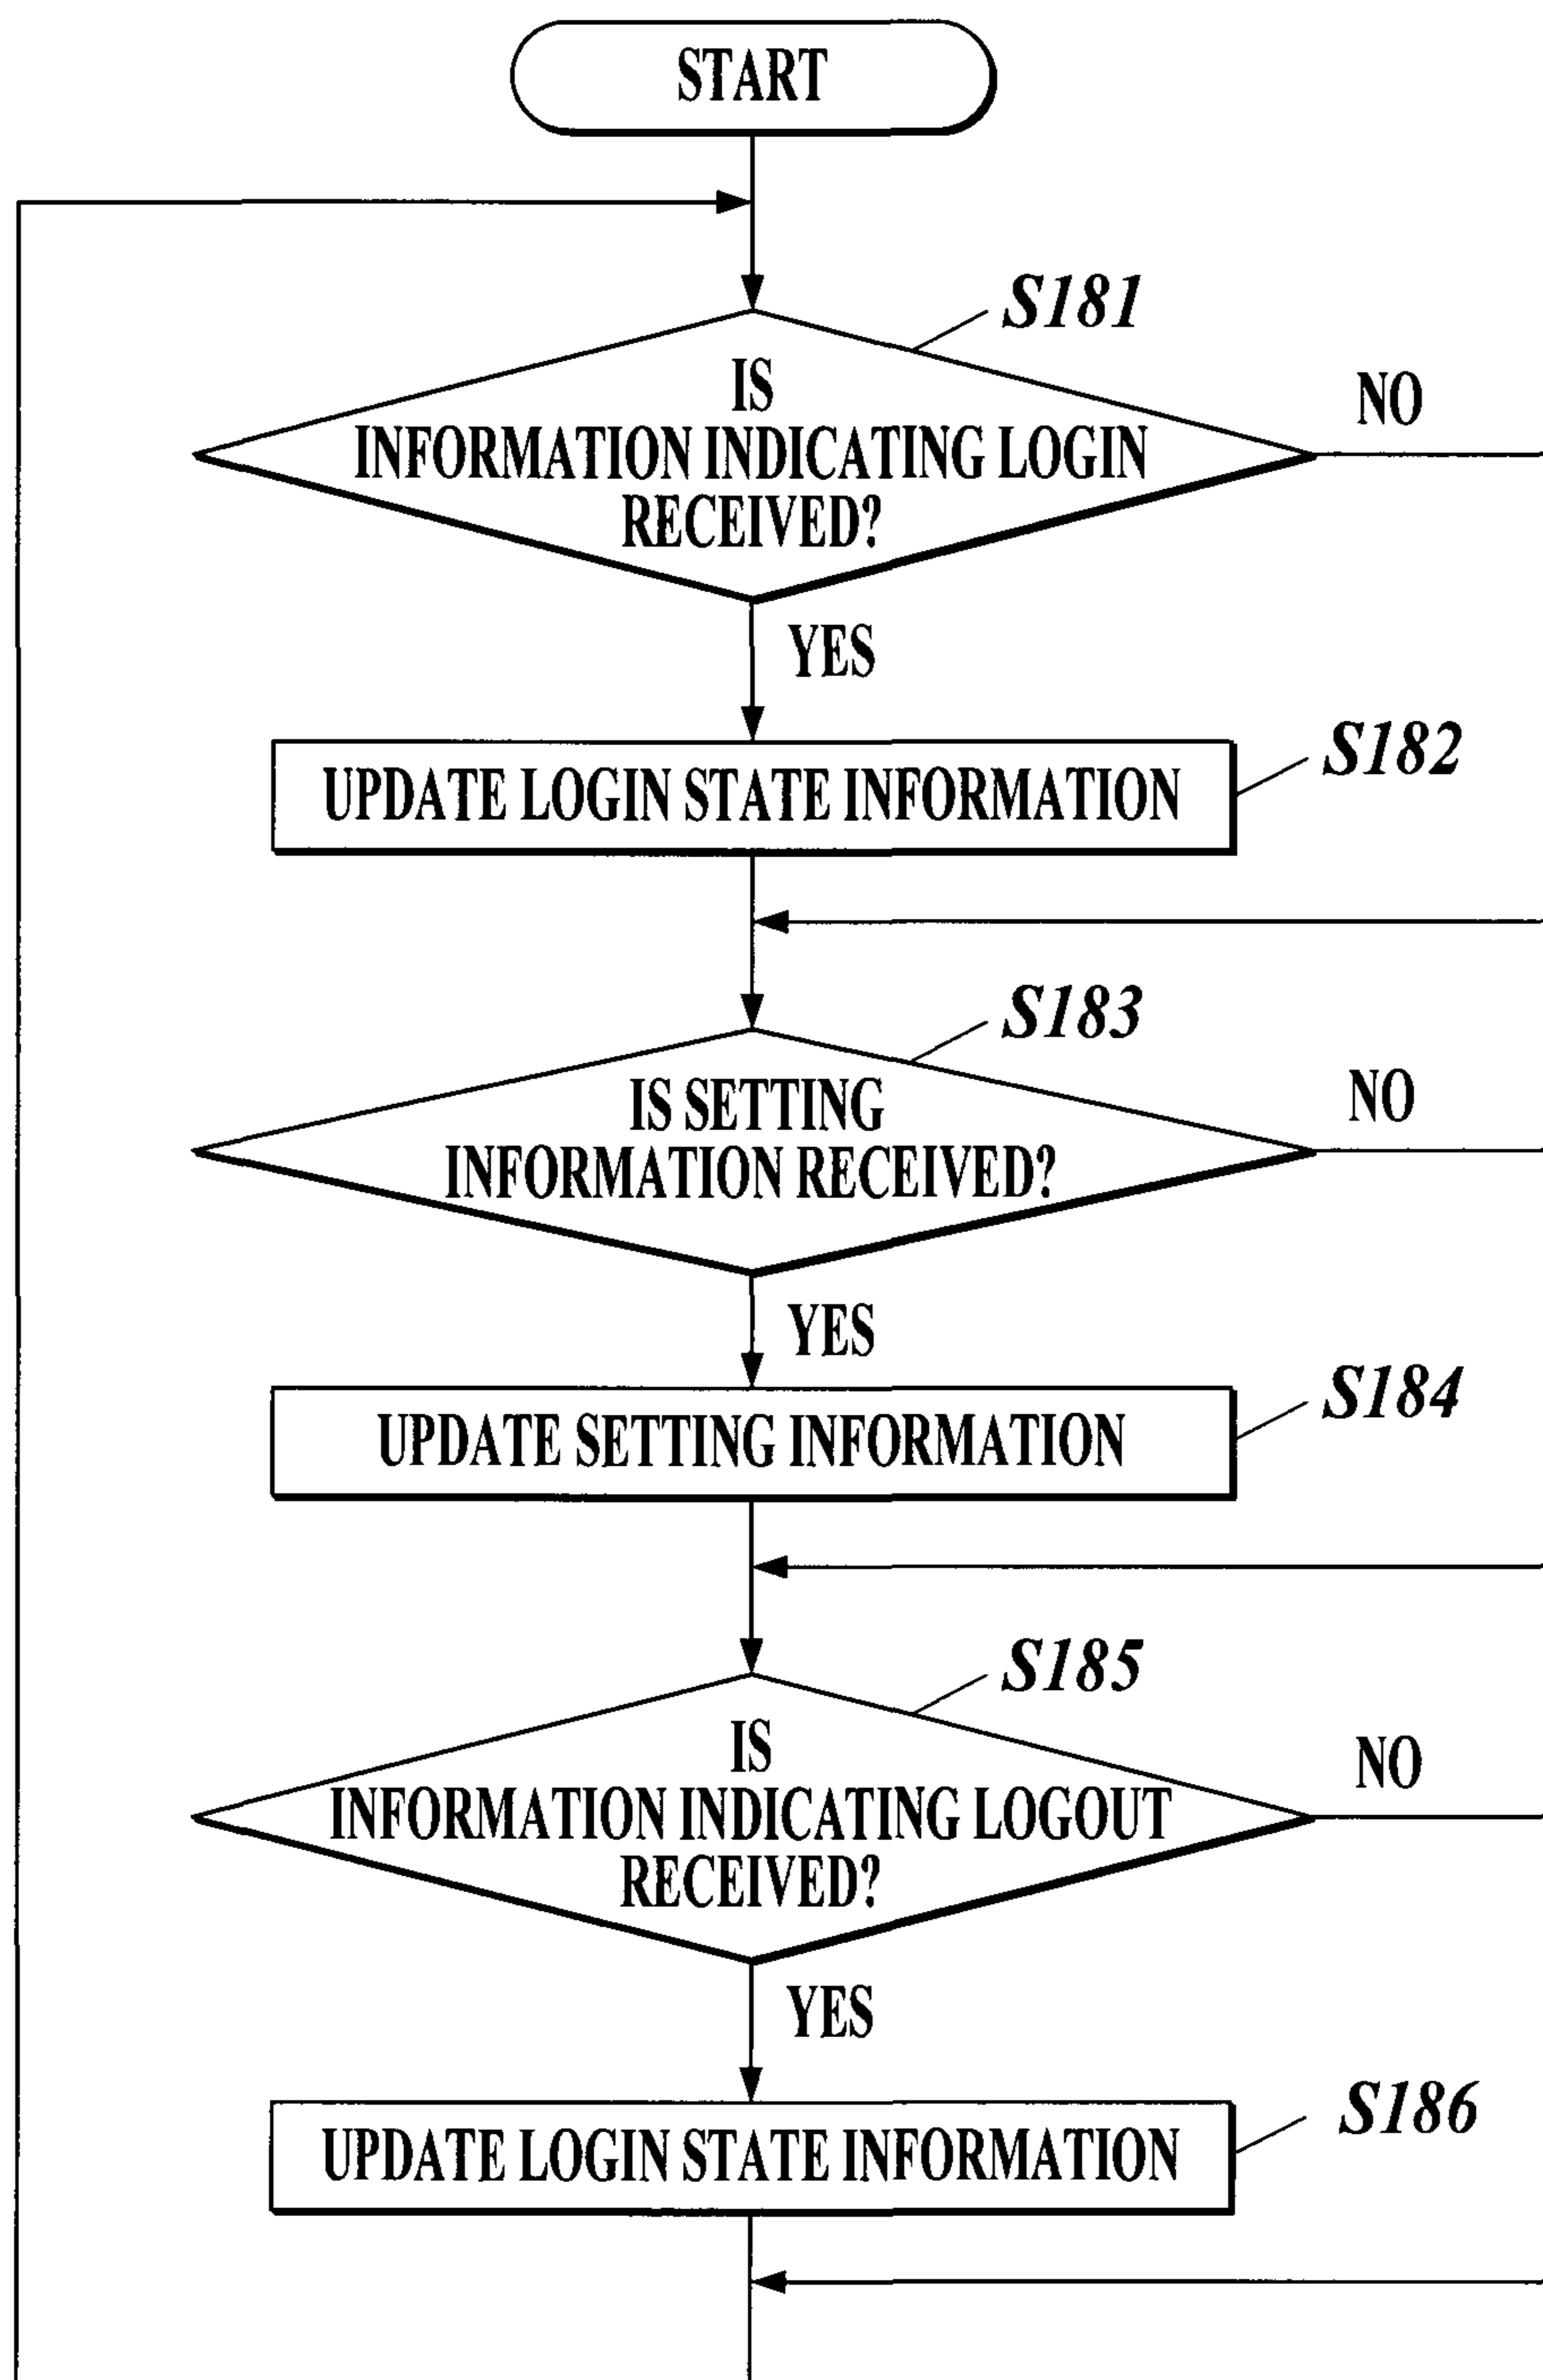 START
S181
IS
INFORMATION INDICATING LOGIN
RECEIVED?
NO
YES
UPDATE LOGIN STATE INFORMATION
S182
S183
IS SETTING
INFORMATION RECEIVED?
NO
YES
UPDATE SETTING INFORMATION
S184
S185
IS
INFORMATION INDICATING LOGOUT
RECEIVED?
NO
YES
UPDATE LOGIN STATE INFORMATION
S186